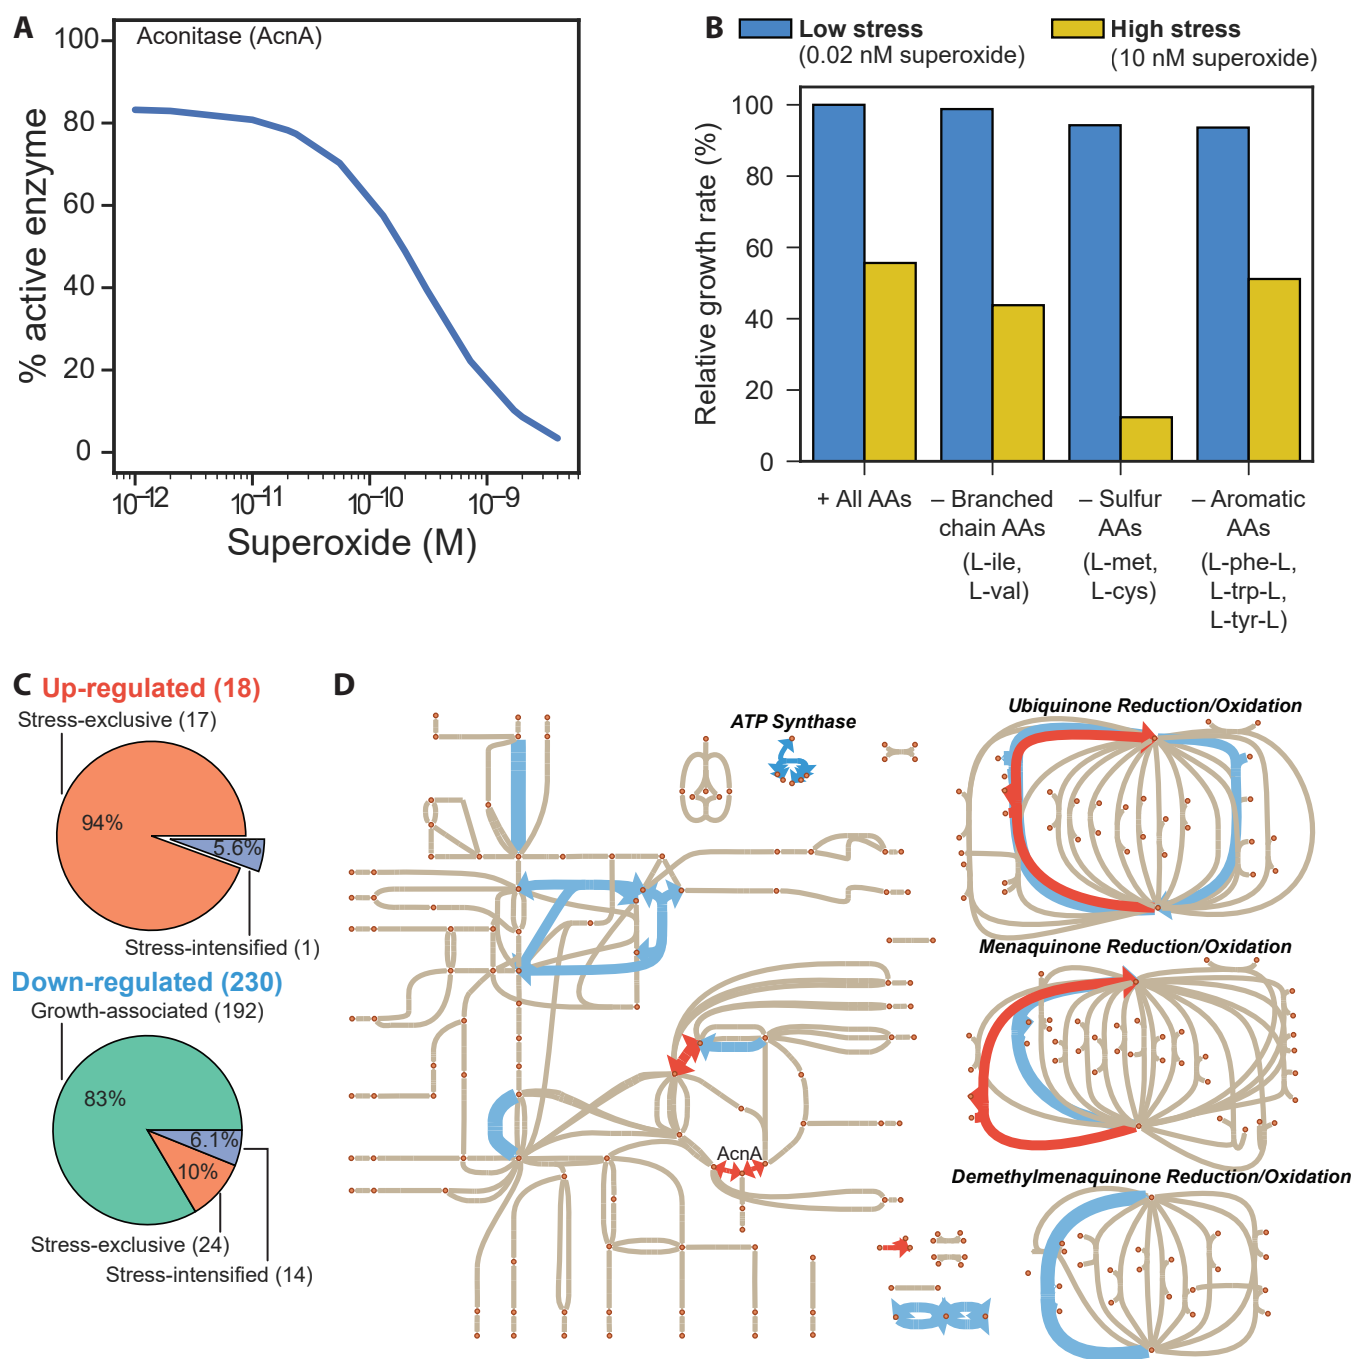 A
Aconitase (AcnA)
% active enzyme
100
80
60
40
20
0
10–12
10–11
10–10
10–9
Superoxide (M)
B
Low stress
(0.02 nM superoxide)
High stress
(10 nM superoxide)
Relative growth rate (%)
100
80
60
40
20
0
+ All AAs
– Branched
chain AAs
(L-ile,
L-val)
– Sulfur
AAs
(L-met,
L-cys)
– Aromatic
AAs
(L-phe-L,
L-trp-L,
L-tyr-L)
C
Up-regulated (18)
Stress-exclusive (17)
94%
5.6%
Stress-intensified (1)
Down-regulated (230)
Growth-associated (192)
83%
6.1%
10%
Stress-exclusive (24)
Stress-intensified (14)
D
ATP Synthase
Ubiquinone Reduction/Oxidation
Menaquinone Reduction/Oxidation
AcnA
Demethylmenaquinone Reduction/Oxidation